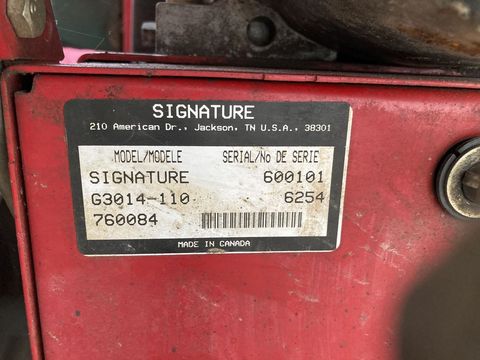 SIGNATURE
210 American Dr., Jackson, TN U.S.A., 38301
MODEL/MODELE SERIAL/No DE SERIE
SIGNATURE 600101
G3014-110 6254
760084
MADE IN CANADA